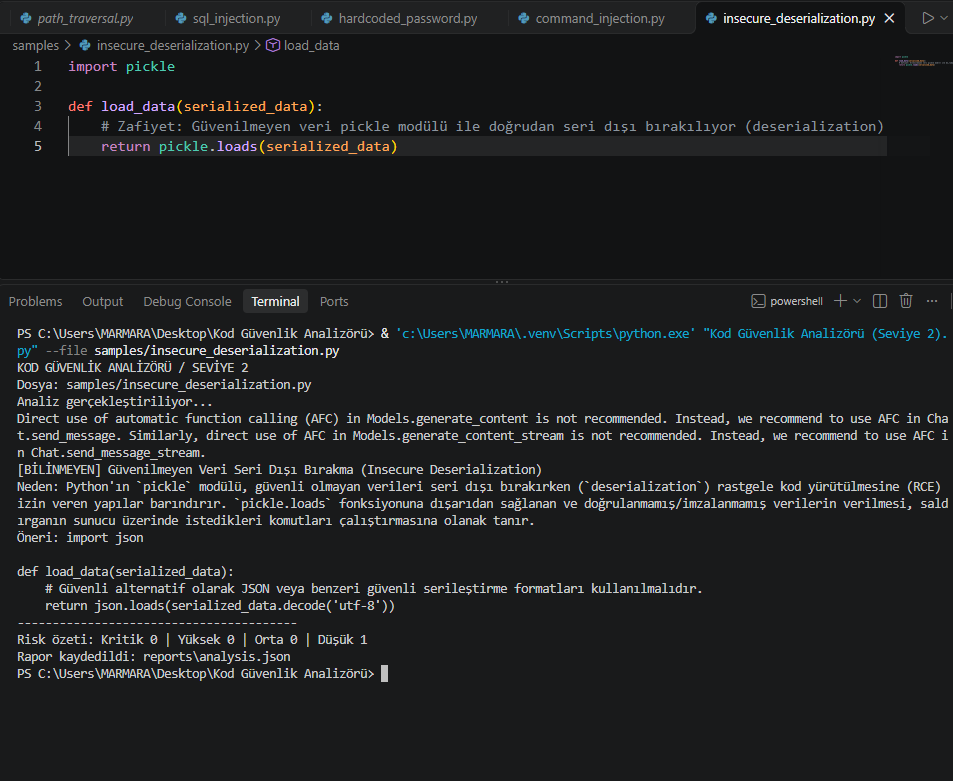 path_traversal.py
sql_injection.py
hardcoded_password.py
command_injection.py
insecure_deserialization.py
samples > insecure_deserialization.py > load_data
1 import pickle
2
3 def load_data(serialized_data):
4 # Zafiyet: Güvenilmeyen veri pickle modülü ile doğrudan seri dışı bırakılıyor (deserialization)
5 return pickle.loads(serialized_data)
Problems Output Debug Console Terminal Ports
powershell
PS C:\Users\MARMARA\Desktop\Kod Güvenlik Analizörü> & 'c:\Users\MARMARA\.venv\Scripts\python.exe' "Kod Güvenlik Analizörü (Seviye 2).
py" --file samples/insecure_deserialization.py
KOD GÜVENLİK ANALİZÖRÜ / SEVİYE 2
Dosya: samples/insecure_deserialization.py
Analiz gerçekleştiriliyor...
Direct use of automatic function calling (AFC) in Models.generate_content is not recommended. Instead, we recommend to use AFC in Cha
t.send_message. Similarly, direct use of AFC in Models.generate_content_stream is not recommended. Instead, we recommend to use AFC i
n Chat.send_message_stream.
[BİLİNMEYEN] Güvenilmeyen Veri Seri Dışı Bırakma (Insecure Deserialization)
Neden: Python'ın `pickle` modülü, güvenli olmayan verileri seri dışı bırakırken (`deserialization`) rastgele kod yürütülmesine (RCE)
izin veren yapılar barındırır. `pickle.loads` fonksiyonuna dışarıdan sağlanan ve doğrulanmamış/imzalanmamış verilerin verilmesi, sald
ırganın sunucu üzerinde istedikleri komutları çalıştırmasına olanak tanır.
Öneri: import json
def load_data(serialized_data):
# Güvenli alternatif olarak JSON veya benzeri güvenli serileştirme formatları kullanılmalıdır.
return json.loads(serialized_data.decode('utf-8'))
----------------------------------------
Risk özeti: Kritik 0 | Yüksek 0 | Orta 0 | Düşük 1
Rapor kaydedildi: reports\analysis.json
PS C:\Users\MARMARA\Desktop\Kod Güvenlik Analizörü>